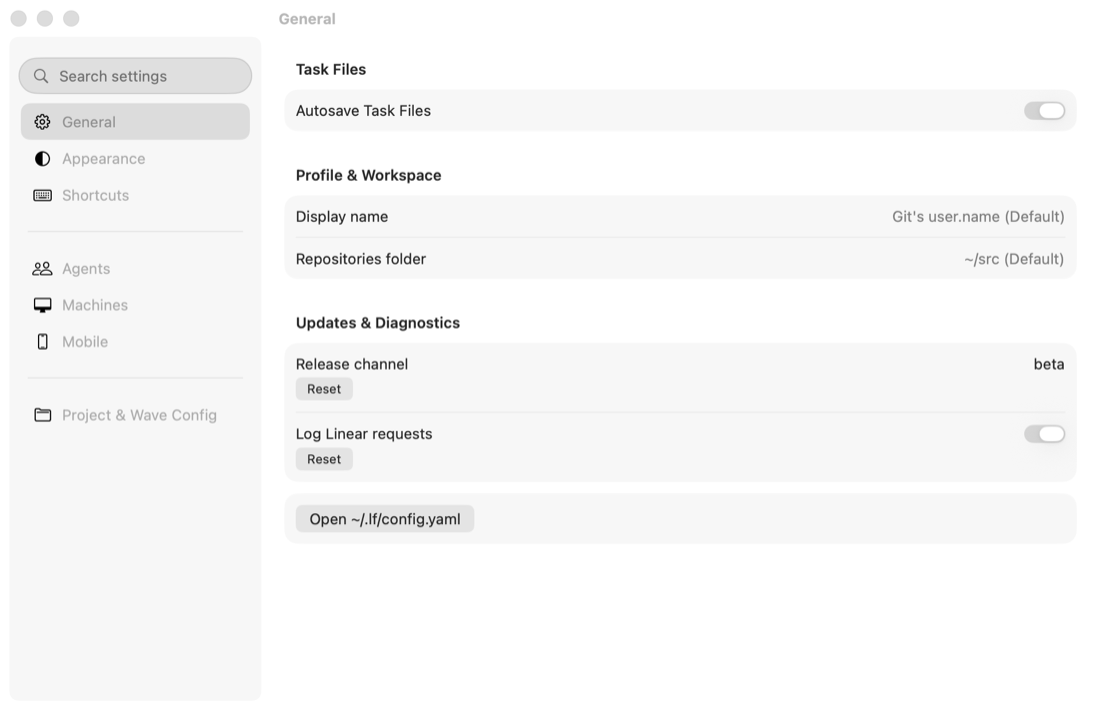 General
Search settings
General
Appearance
Shortcuts
Agents
Machines
Mobile
Project & Wave Config
Task Files
Autosave Task Files
Profile & Workspace
Display name Git's user.name (Default)
Repositories folder ~/src (Default)
Updates & Diagnostics
Release channel beta
Reset
Log Linear requests
Reset
Open ~/.lf/config.yaml